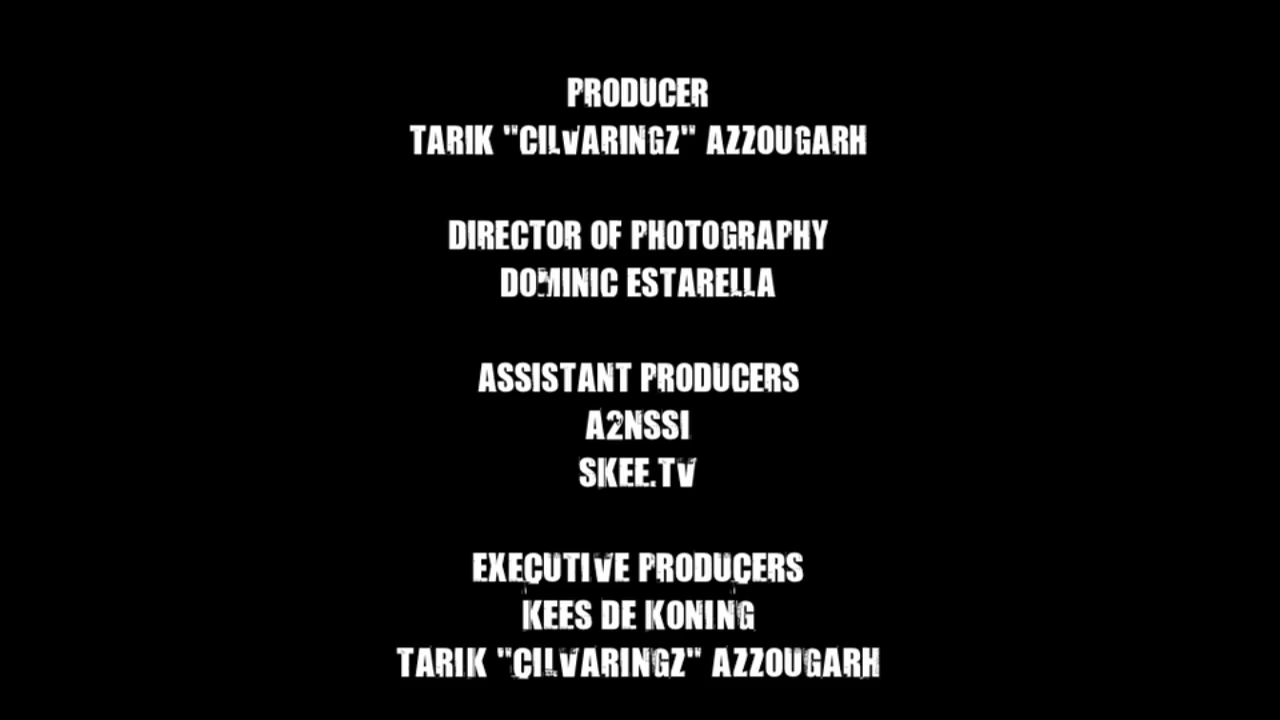 PRODUCER
TARIK "CILVARINGZ" AZZOUGARH
DIRECTOR OF PHOTOGRAPHY
DOMINIC ESTARELLA
ASSISTANT PRODUCERS
A2NSSI
SKEE.TV
EXECUTIVE PRODUCERS
KEES DE KONING
TARIK "CILVARINGZ" AZZOUGARH